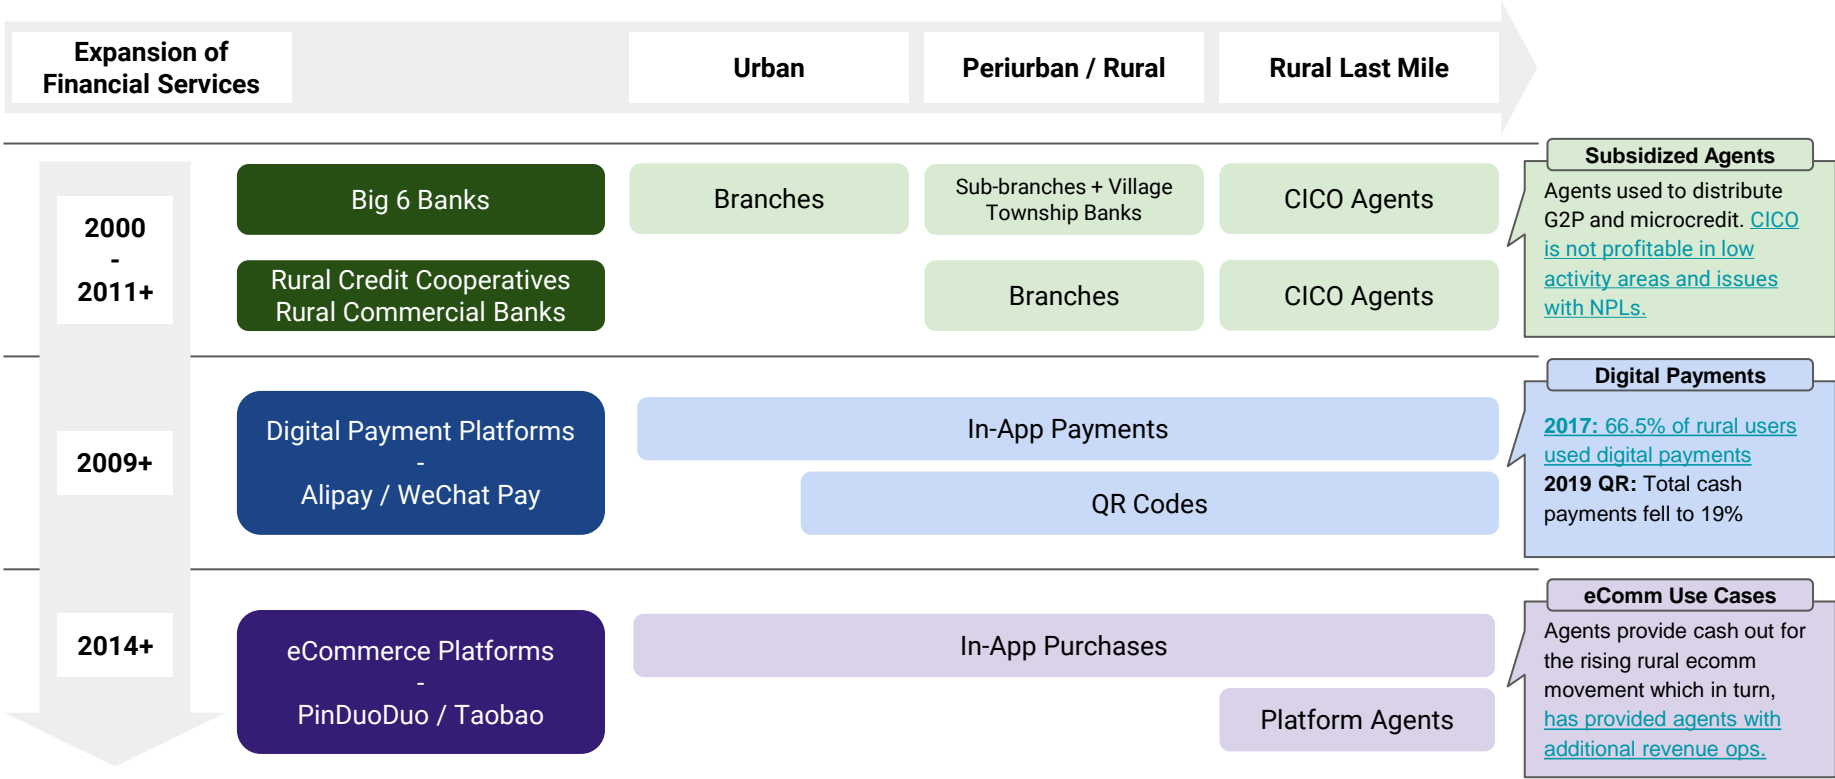 Expansion of
Financial Services
Urban
Periurban / Rural
Rural Last Mile
2000
-
2011+
Big 6 Banks
Branches
Sub-branches + Village
Township Banks
CICO Agents
Rural Credit Cooperatives
Rural Commercial Banks
Branches
CICO Agents
Subsidized Agents
Agents used to distribute
G2P and microcredit. CICO
is not profitable in low
activity areas and issues
with NPLs.
2009+
Digital Payment Platforms
-
Alipay / WeChat Pay
In-App Payments
QR Codes
Digital Payments
2017: 66.5% of rural users
used digital payments
2019 QR: Total cash
payments fell to 19%
2014+
eCommerce Platforms
-
PinDuoDuo / Taobao
In-App Purchases
Platform Agents
eComm Use Cases
Agents provide cash out for
the rising rural ecomm
movement which in turn,
has provided agents with
additional revenue ops.